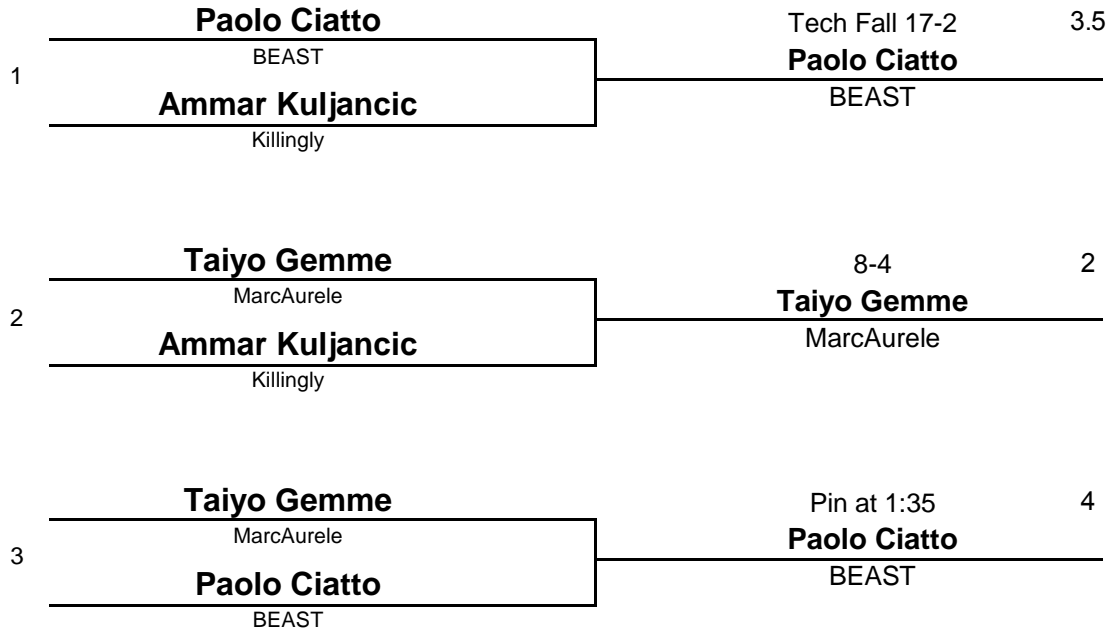 Paolo Ciatto
BEAST
1
Ammar Kuljancic
Killingly
Tech Fall 17-2 3.5
Paolo Ciatto
BEAST
Taiyo Gemme
MarcAurele
2
Ammar Kuljancic
Killingly
8-4 2
Taiyo Gemme
MarcAurele
Taiyo Gemme
MarcAurele
3
Paolo Ciatto
BEAST
Pin at 1:35 4
Paolo Ciatto
BEAST